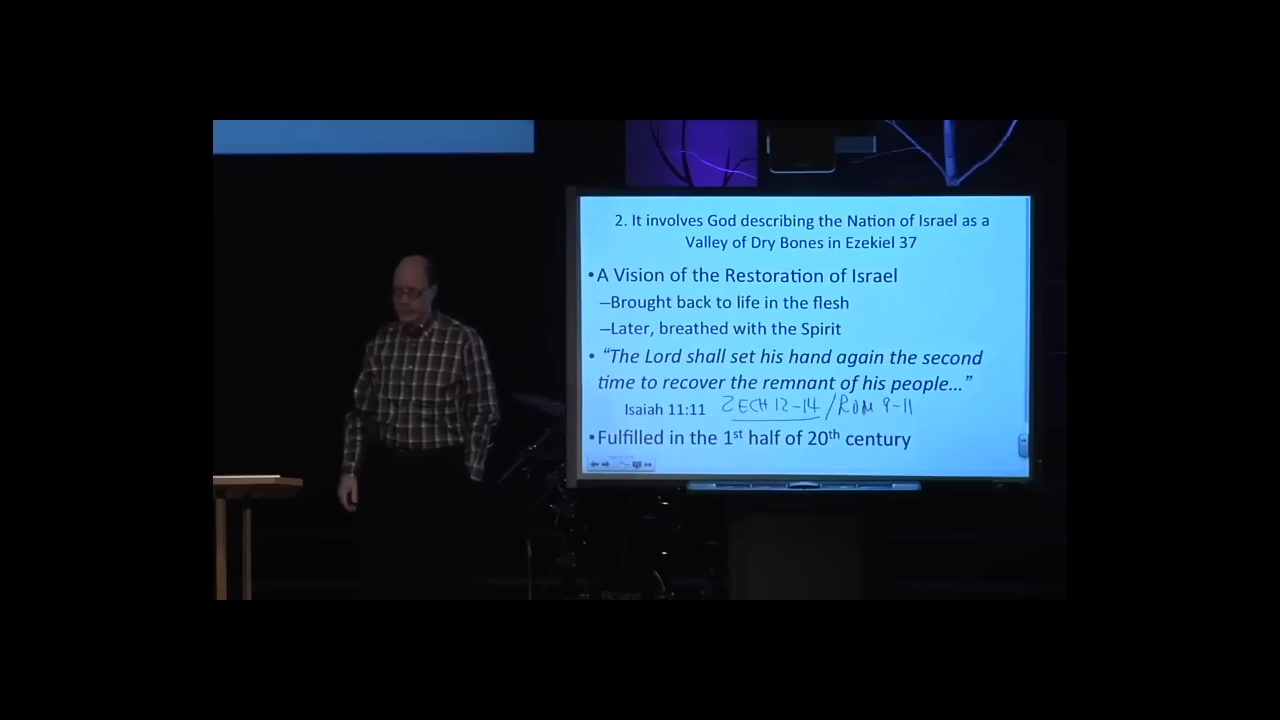 2. It involves God describing the Nation of Israel as a
Valley of Dry Bones in Ezekiel 37
•A Vision of the Restoration of Israel
–Brought back to life in the flesh
–Later, breathed with the Spirit
• “The Lord shall set his hand again the second
time to recover the remnant of his people...”
Isaiah 11:11 ZECH 12-14 / ROM 9-11
•Fulfilled in the 1st half of 20th century